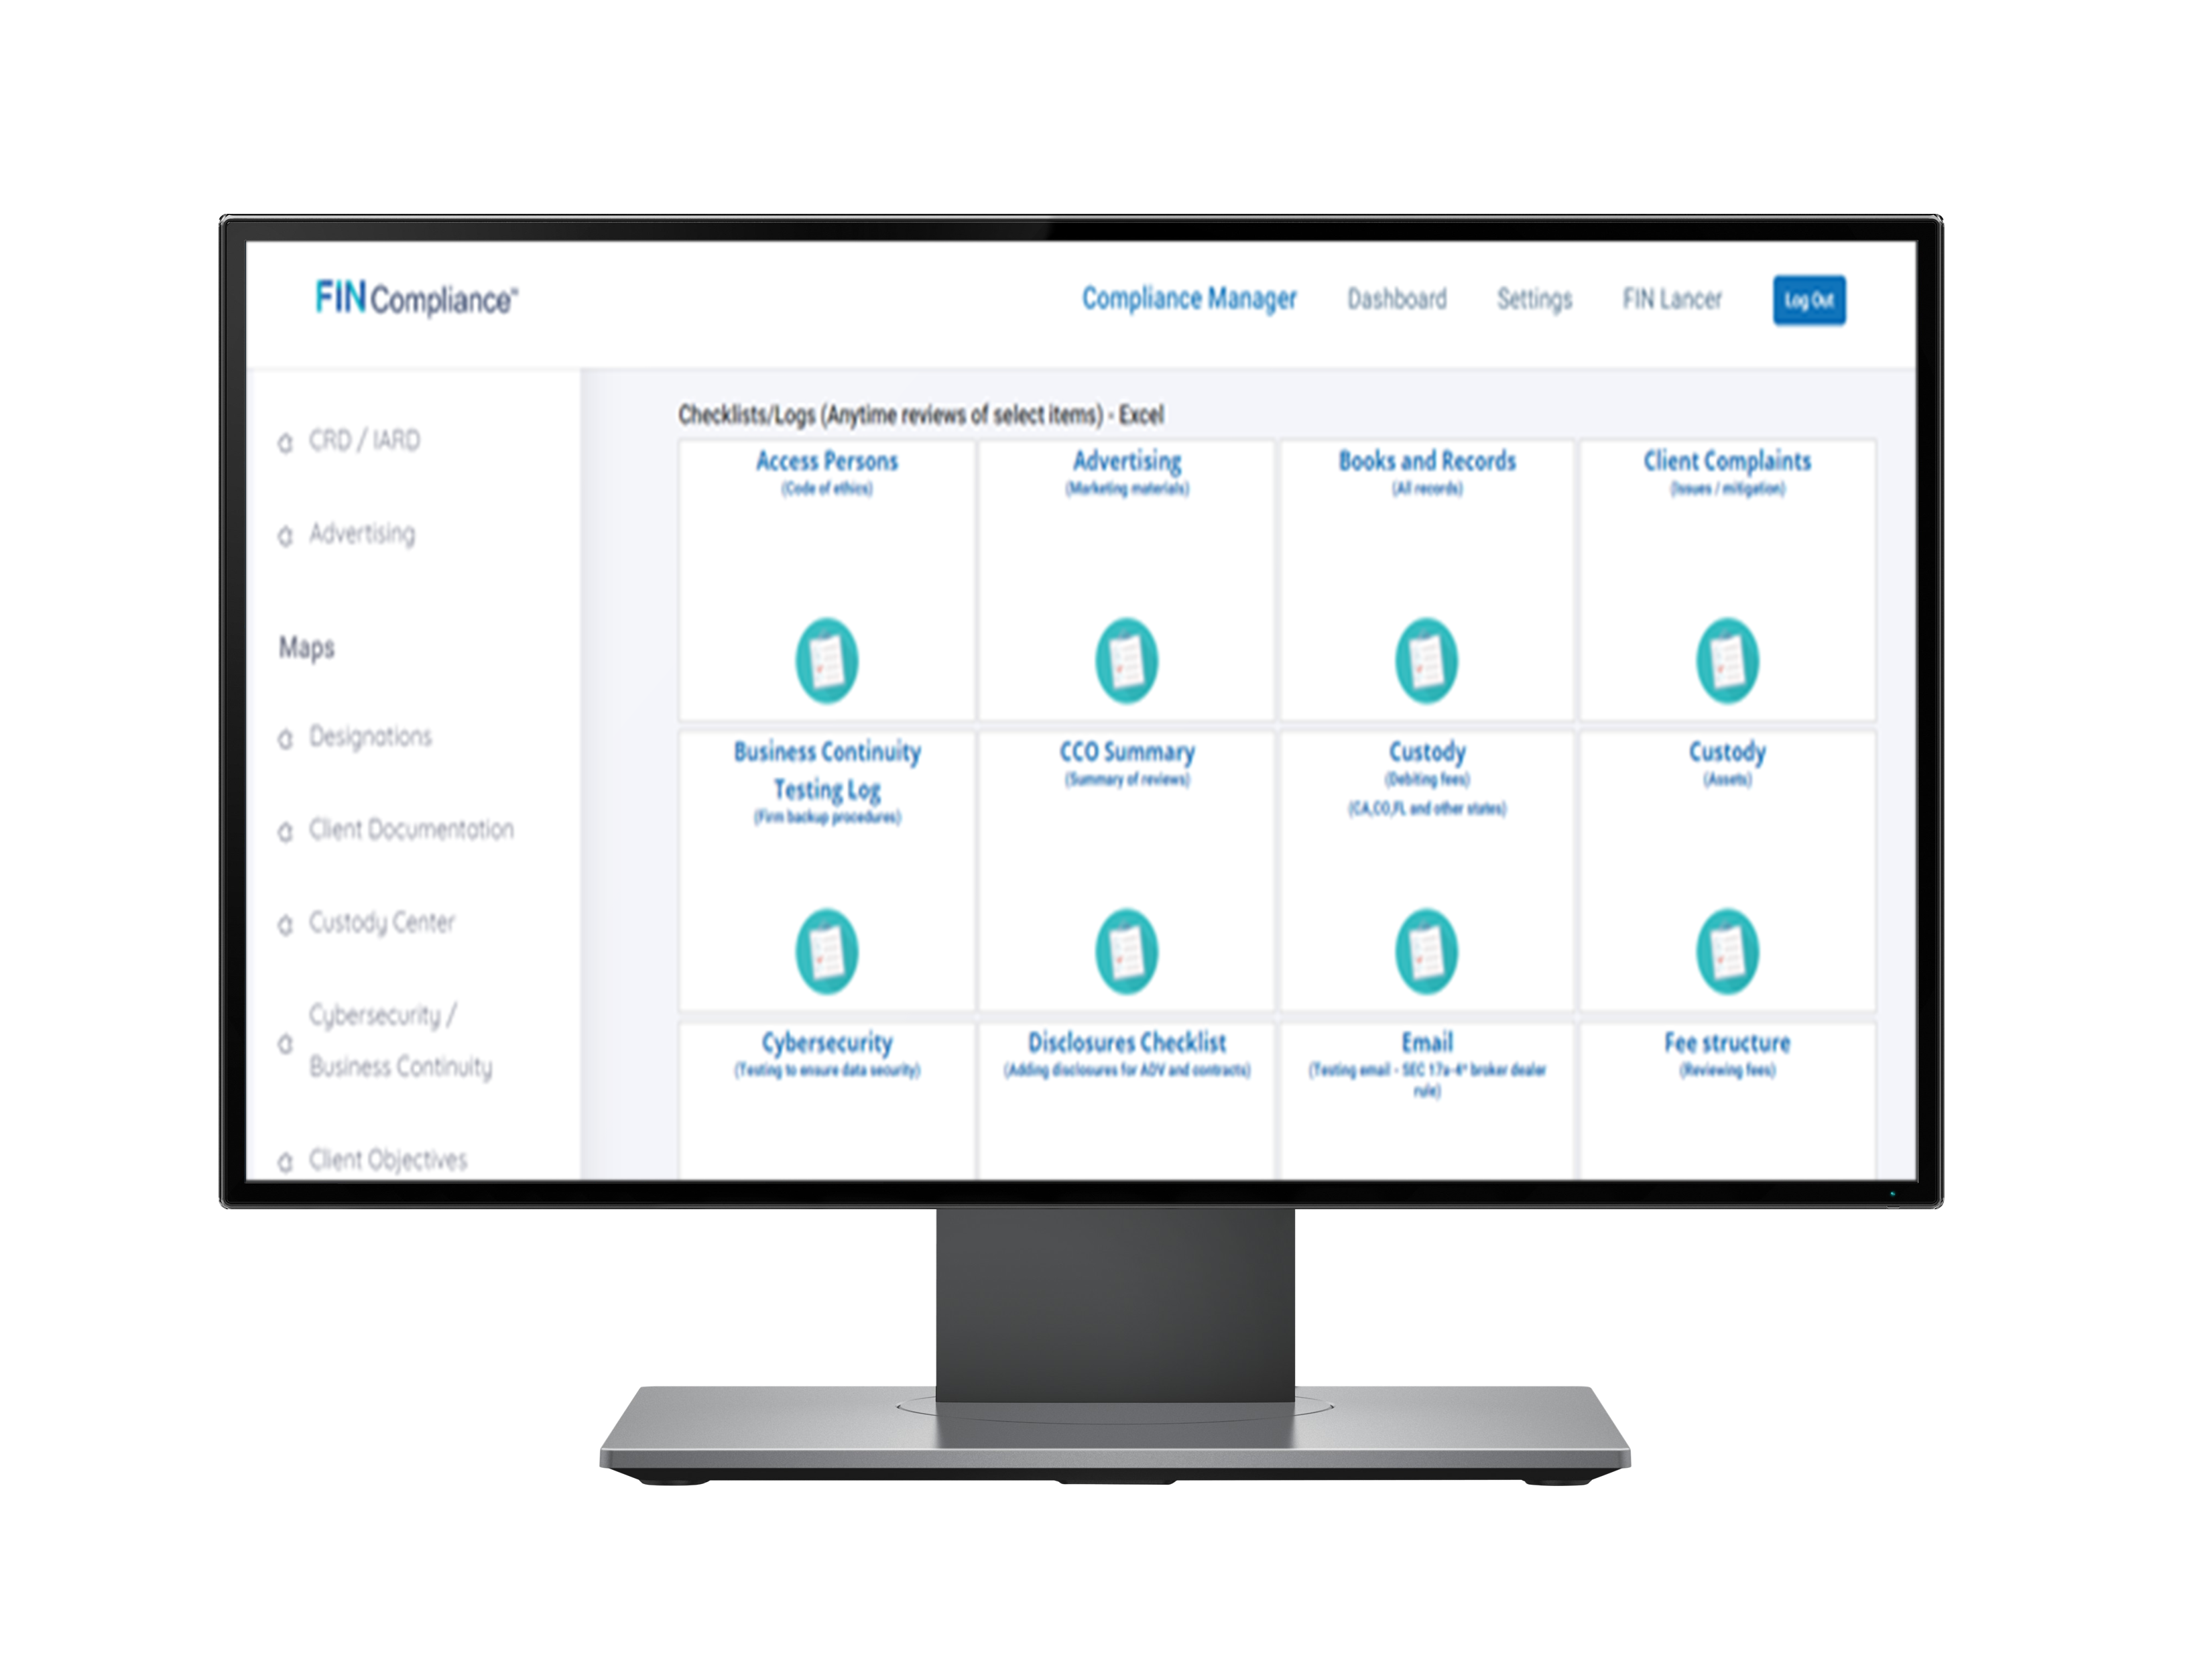 FIN Compliance™
Compliance Manager
Dashboard
Settings
FIN Lancer
Log Out
CRD / IARD
Advertising
Maps
Designations
Client Documentation
Custody Center
Cybersecurity /
Business Continuity
Client Objectives
Checklists/Logs (Anytime reviews of select items) - Excel
Access Persons
(Code of ethics)
Advertising
(Marketing materials)
Books and Records
(All records)
Client Complaints
(Issues / mitigation)
Business Continuity
Testing Log
(Firm backup procedures)
CCO Summary
(Summary of reviews)
Custody
(Debiting fees)
(CA,CO,FL and other states)
Custody
(Assets)
Cybersecurity
(Testing to ensure data security)
Disclosures Checklist
(Adding disclosures for ADV and contracts)
Email
(Testing email - SEC 17a-4* broker dealer
rule)
Fee structure
(Reviewing fees)